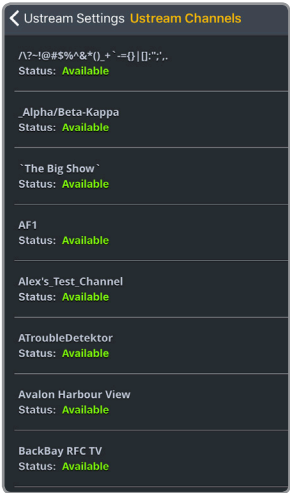 Ustream Settings Ustream Channels
/\?~!@#$%^&*()_+`-={}|[]:";',.
Status: Available
_Alpha/Beta-Kappa
Status: Available
`The Big Show`
Status: Available
AF1
Status: Available
Alex's_Test_Channel
Status: Available
ATroubleDetektor
Status: Available
Avalon Harbour View
Status: Available
BackBay RFC TV
Status: Available